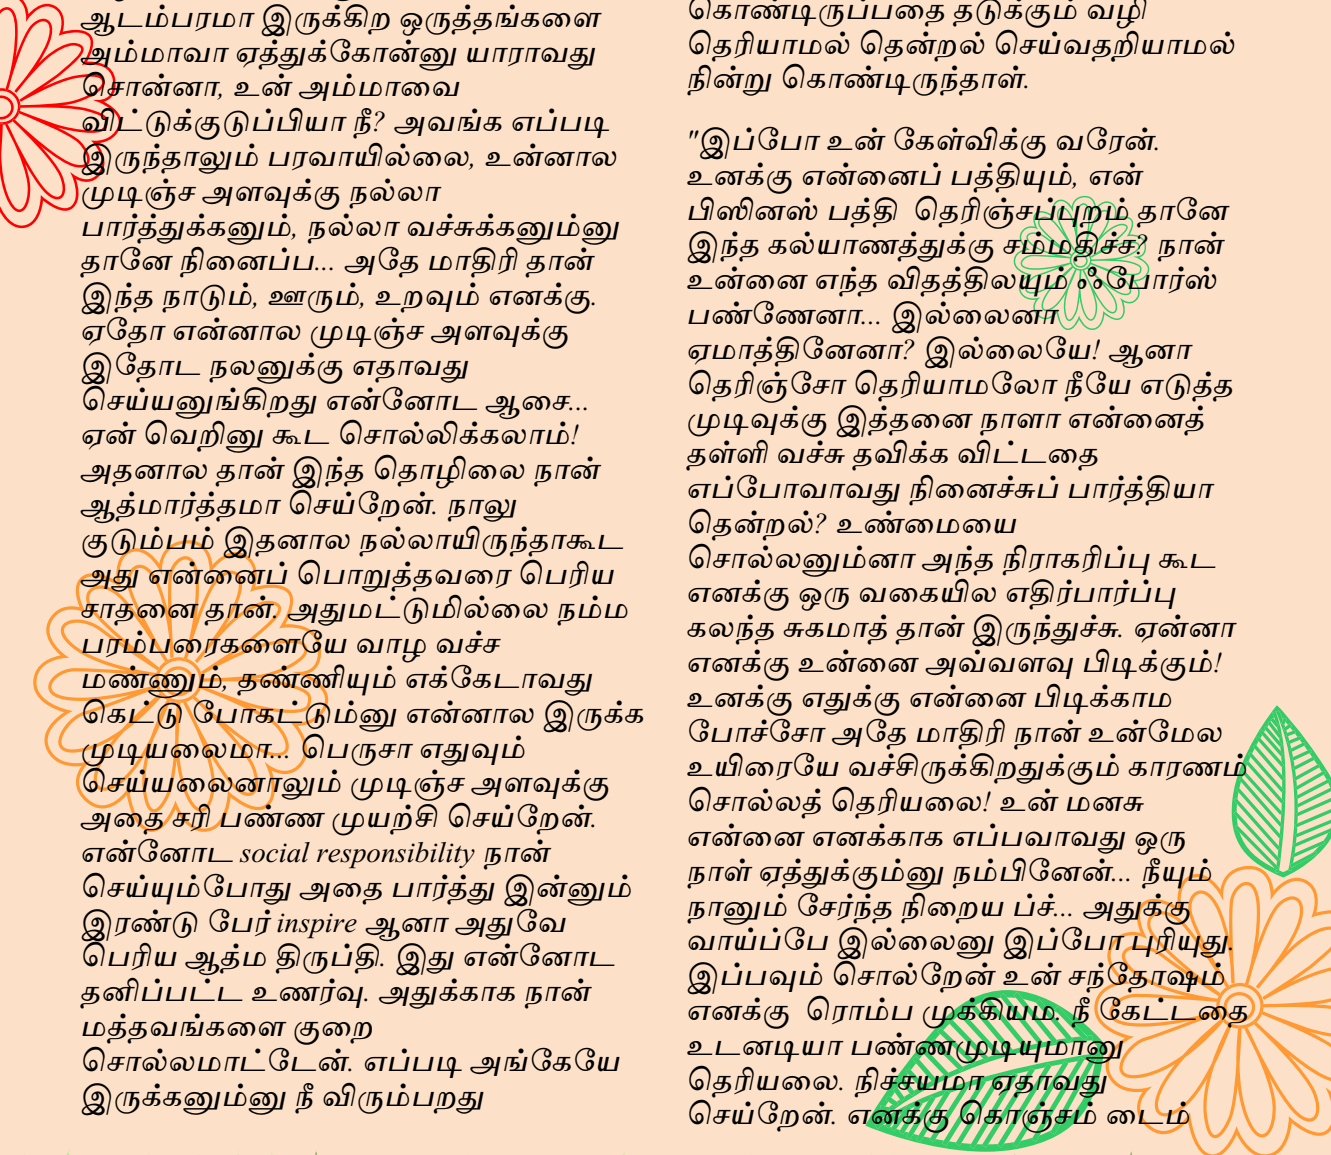 ஆடம்பரமா இருக்கிற ஒருத்தங்களை
அம்மாவா ஏத்துக்கோன்னு யாராவது
சொன்னா, உன் அம்மாவை
விட்டுக்குடுப்பியா நீ? அவங்க எப்படி
இருந்தாலும் பரவாயில்லை, உன்னால
முடிஞ்ச அளவுக்கு நல்லா
பார்த்துக்கனும், நல்லா வச்சுக்கனும்னு
தானே நினைப்ப... அதே மாதிரி தான்
இந்த நாடும், ஊரும், உறவும் எனக்கு.
ஏதோ என்னால முடிஞ்ச அளவுக்கு
இதோட நலனுக்கு எதாவது
செய்யனுங்கிறது என்னோட ஆசை...
ஏன் வெறினு கூட சொல்லிக்கலாம்!
அதனால தான் இந்த தொழிலை நான்
ஆத்மார்த்தமா செய்றேன். நாலு
குடும்பம் இதனால நல்லாயிருந்தாகூட
அது என்னைப் பொறுத்தவரை பெரிய
சாதனை தான். அதுமட்டுமில்லை நம்ம
பரம்பரைகளையே வாழ வச்ச
மண்ணும், தண்ணியும் எக்கேடாவது
கெட்டு போகட்டும்னு என்னால இருக்க
முடியலைமா... பெருசா எதுவும்
செய்யலைனாலும் முடிஞ்ச அளவுக்கு
அதை சரி பண்ண முயற்சி செய்றேன்.
என்னோட social responsibility நான்
செய்யும்போது அதை பார்த்து இன்னும்
இரண்டு பேர் inspire ஆனா அதுவே
பெரிய ஆத்ம திருப்தி. இது என்னோட
தனிப்பட்ட உணர்வு. அதுக்காக நான்
மத்தவங்களை குறை
சொல்லமாட்டேன். எப்படி அங்கேயே
இருக்கனும்னு நீ விரும்பறது
கொண்டிருப்பதை தடுக்கும் வழி
தெரியாமல் தென்றல் செய்வதறியாமல்
நின்று கொண்டிருந்தாள்.
"இப்போ உன் கேள்விக்கு வரேன்.
உனக்கு என்னைப் பத்தியும், என்
பிஸினஸ் பத்தி தெரிஞ்சப்புறம் தானே
இந்த கல்யாணத்துக்கு சம்மதிச்ச? நான்
உன்னை எந்த விதத்திலயும் ஃபோர்ஸ்
பண்ணேனா... இல்லைனா
ஏமாத்தினேனா? இல்லையே! ஆனா
தெரிஞ்சோ தெரியாமலோ நீயே எடுத்த
முடிவுக்கு இத்தனை நாளா என்னைத்
தள்ளி வச்சு தவிக்க விட்டதை
எப்போவாவது நினைச்சுப் பார்த்தியா
தென்றல்? உண்மையை
சொல்லனும்னா அந்த நிராகரிப்பு கூட
எனக்கு ஒரு வகையில எதிர்பார்ப்பு
கலந்த சுகமாத் தான் இருந்துச்சு. ஏன்னா
எனக்கு உன்னை அவ்வளவு பிடிக்கும்!
உனக்கு எதுக்கு என்னை பிடிக்காம
போச்சோ அதே மாதிரி நான் உன்மேல
உயிரையே வச்சிருக்கிறதுக்கும் காரணம்
சொல்லத் தெரியலை! உன் மனசு
என்னை எனக்காக எப்பவாவது ஒரு
நாள் ஏத்துக்கும்னு நம்பினேன்... நீயும்
நானும் சேர்ந்த நிறைய ப்ச்... அதுக்கு
வாய்ப்பே இல்லைனு இப்போ புரியுது.
இப்பவும் சொல்றேன் உன் சந்தோஷம்
எனக்கு ரொம்ப முக்கியம். நீ கேட்டதை
உடனடியா பண்ணமுடியுமானு
தெரியலை. நிச்சயமா ஏதாவது
செய்றேன். எனக்கு கொஞ்சம் டைம்